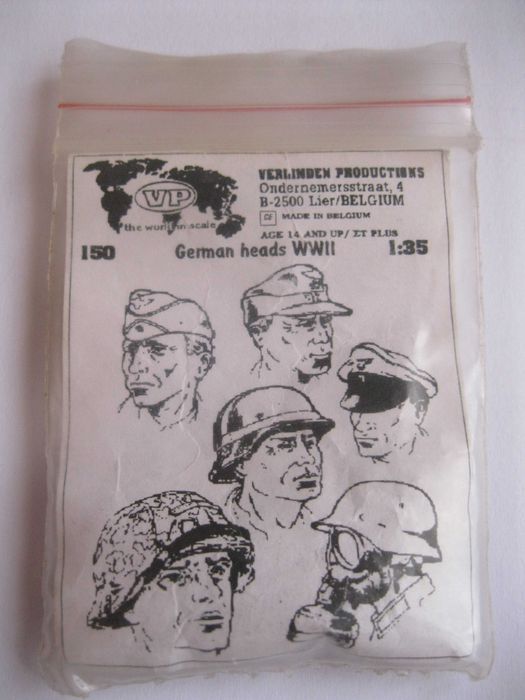 VP
the world in scale
VERLINDEN PRODUCTIONS
Ondernemersstraat, 4
B-2500 Lier/BELGIUM
CE MADE IN BELGIUM
AGE 14 AND UP/ ET PLUS
150 German heads WWII 1:35